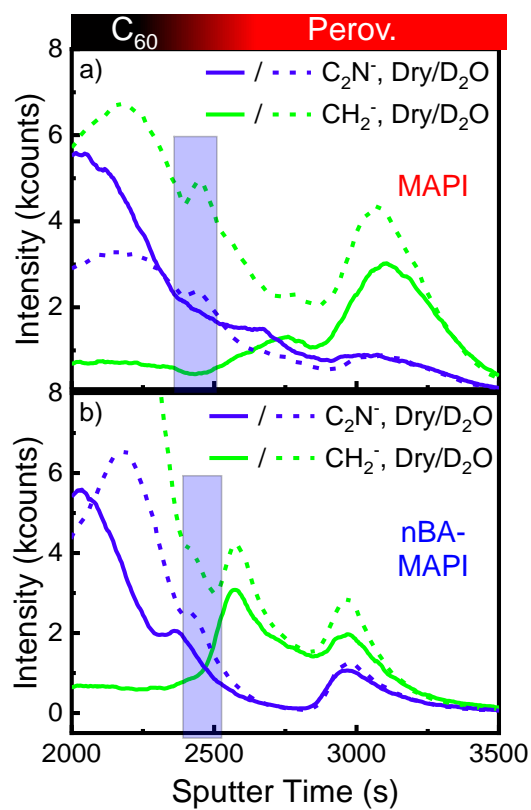 C₆₀ Perov.
a)
/ C₂N⁻, Dry/D₂O
/ CH₂⁻, Dry/D₂O
MAPI
Intensity (kcounts)
8
6
4
2
8
b)
/ C₂N⁻, Dry/D₂O
/ CH₂⁻, Dry/D₂O
nBA-
MAPI
Intensity (kcounts)
6
4
2
0
2000 2500 3000 3500
Sputter Time (s)